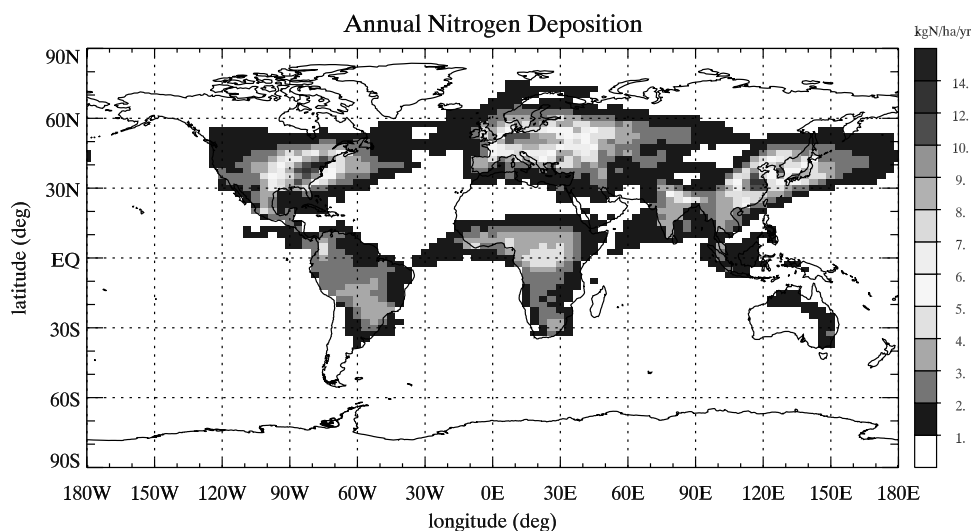 Annual Nitrogen Deposition
kgN/ha/yr
90N
60N
30N
EQ
30S
60S
90S
latitude (deg)
14.
12.
10.
9.
8.
7.
6.
5.
4.
3.
2.
1.
180W 150W 120W 90W 60W 30W 0E 30E 60E 90E 120E 150E 180E
longitude (deg)